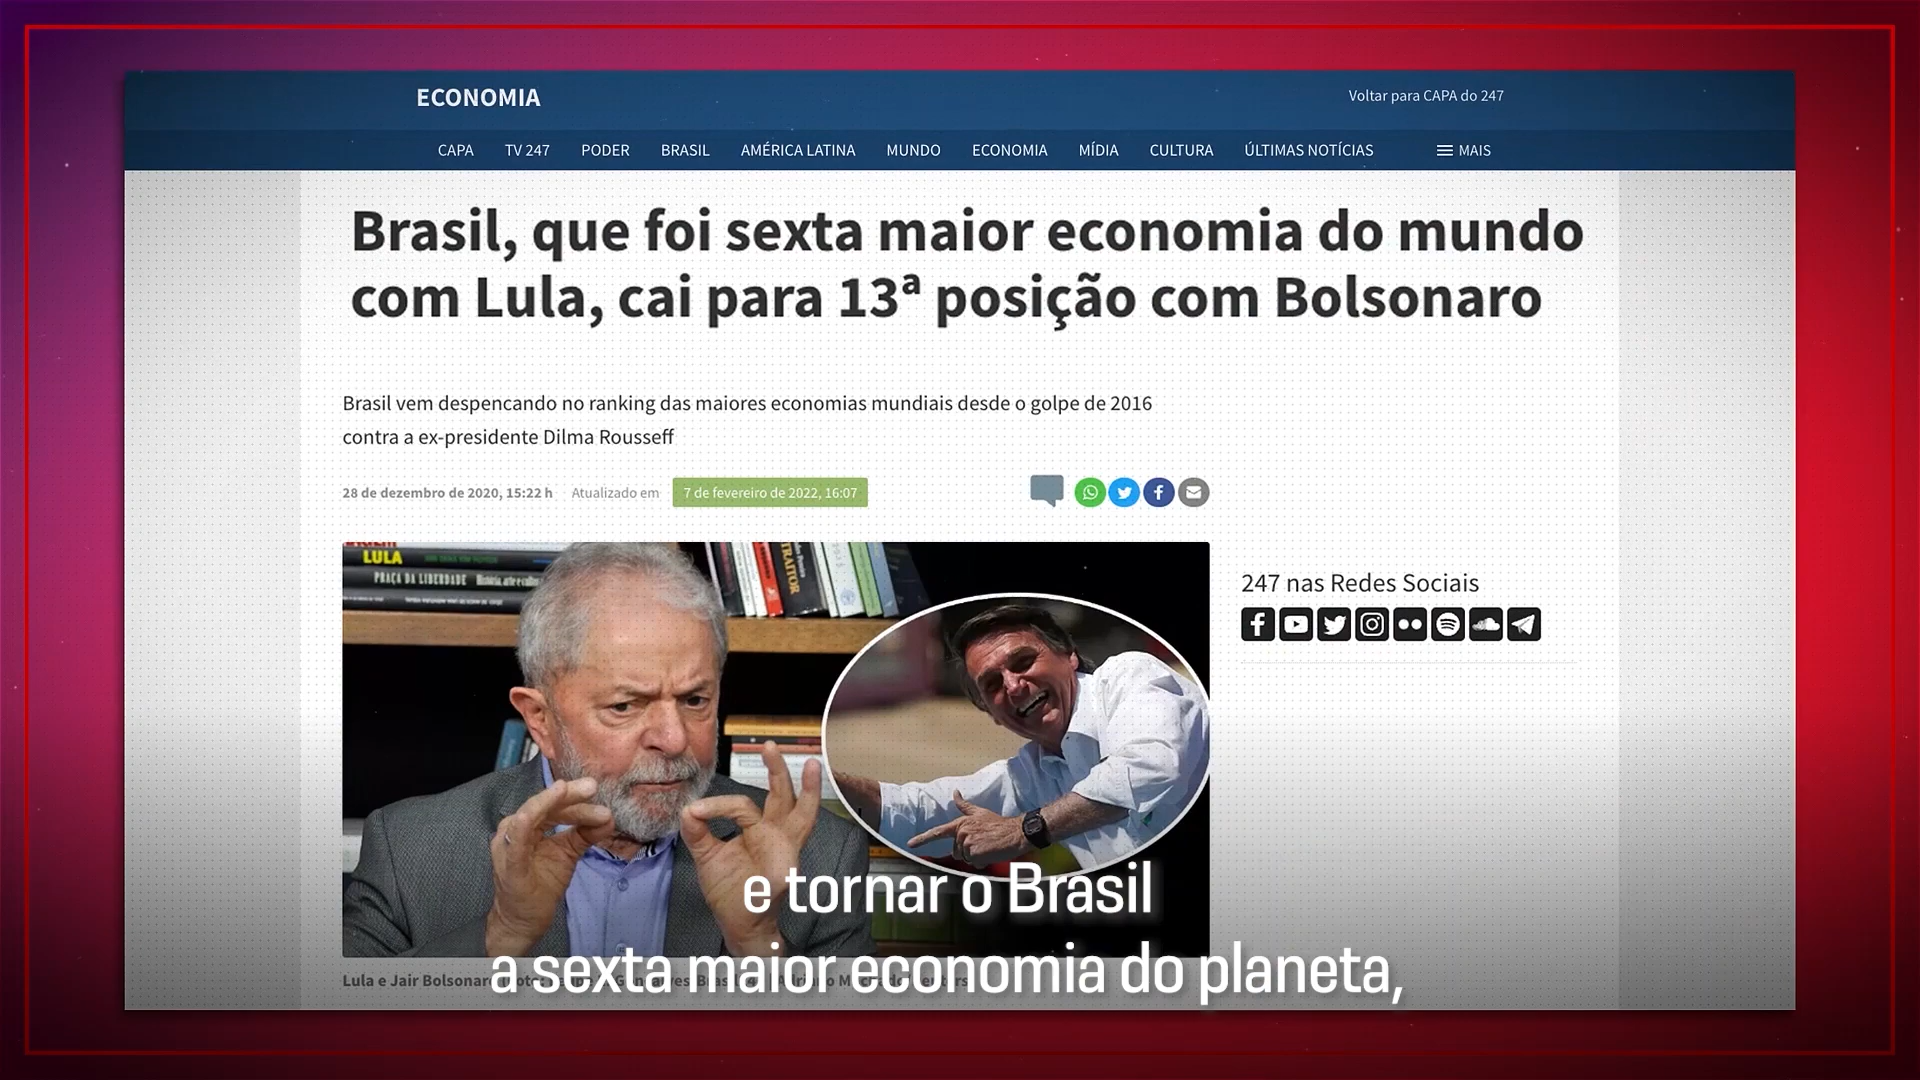 ECONOMIA
Voltar para CAPA do 247
CAPA TV 247 PODER BRASIL AMÉRICA LATINA MUNDO ECONOMIA MÍDIA CULTURA ÚLTIMAS NOTÍCIAS MAIS
Brasil, que foi sexta maior economia do mundo
com Lula, cai para 13ª posição com Bolsonaro
Brasil vem despencando no ranking das maiores economias mundiais desde o golpe de 2016
contra a ex-presidente Dilma Rousseff
28 de dezembro de 2020, 15:22 h Atualizado em 7 de fevereiro de 2022, 16:07
LULA
PRAÇA DA LIBERDADE
TRAITOR
247 nas Redes Sociais
e tornar o Brasil
a sexta maior economia do planeta,
Lula e Jair Bolsonaro